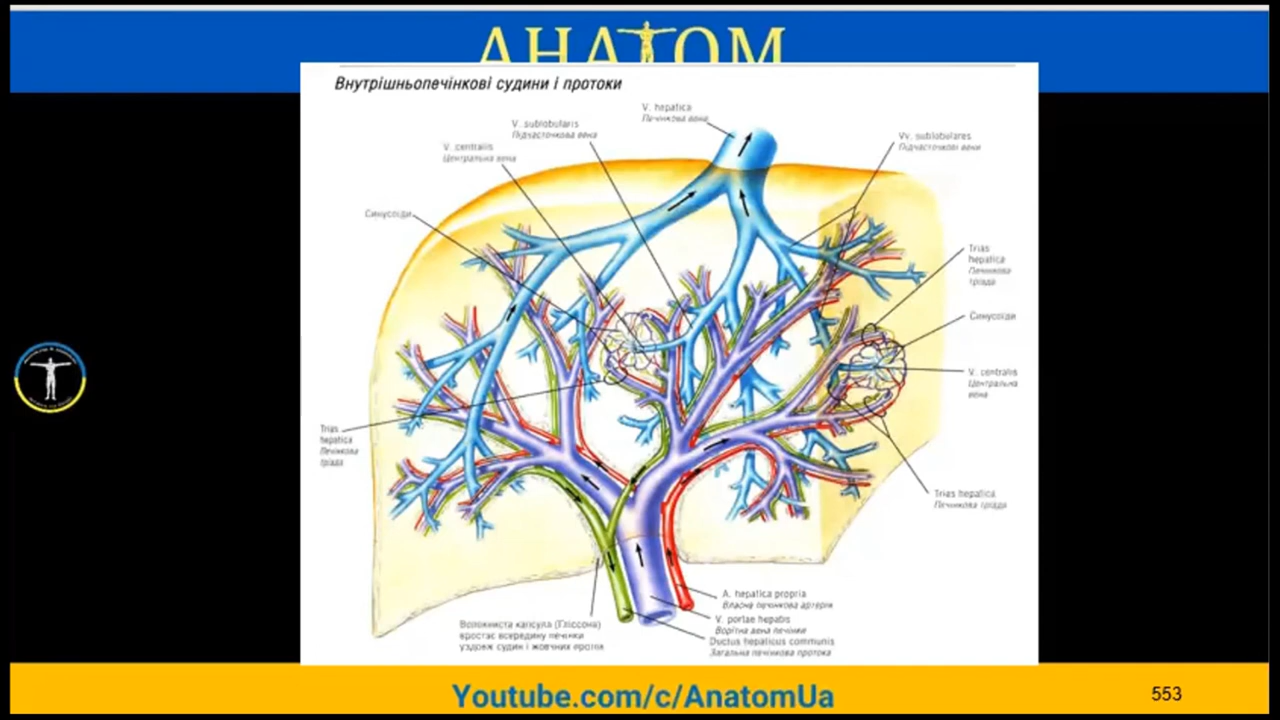 АНАТОМ
Внутрішньопечінкові судини і протоки
V. hepatica
Печінкова вена
V. sublobularis
Підчасточкова вена
V. centralis
Центральна вена
Синусоїди
Vv. sublobulares
Підчасточкові вени
Trias
hepatica
Печінкова
тріада
Синусоїди
V. centralis
Центральна
вена
Trias
hepatica
Печінкова
тріада
Trias hepatica
Печінкова тріада
A. hepatica propria
Власна печінкова артерія
V. portae hepatis
Ворітна вена печінки
Ductus hepaticus communis
Загальна печінкова протока
Волокниста капсула (Гліссона)
вростає всередину печінки
уздовж судин і жовчних проток
Youtube.com/c/AnatomUa
553